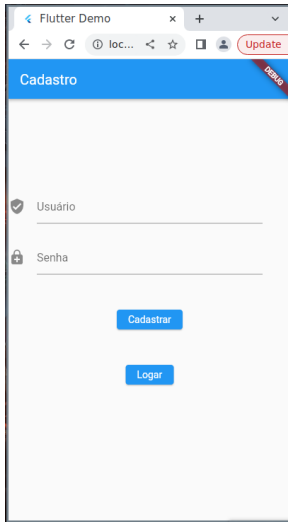 Flutter Demo
loc...
Update
Cadastro
DEBUG
Usuário
Senha
Cadastrar
Logar